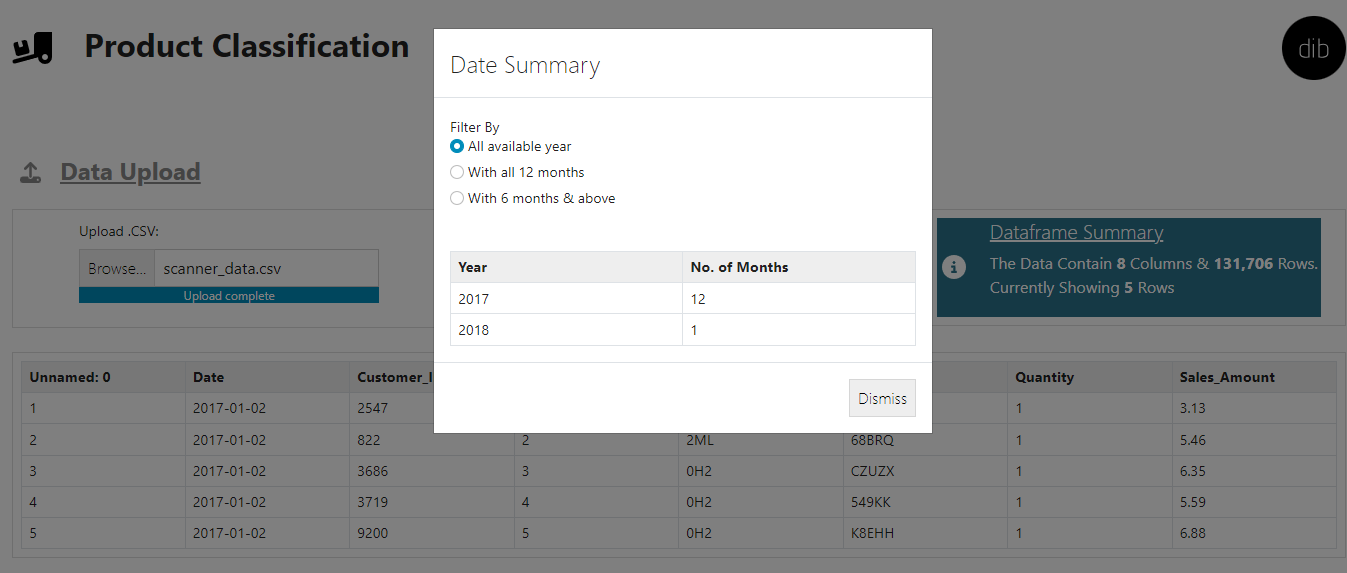 Product Classification
dib
Date Summary
Filter By
All available year
With all 12 months
With 6 months & above
Year No. of Months
2017 12
2018 1
Dismiss
Data Upload
Upload .CSV:
Browse... scanner_data.csv
Upload complete
Dataframe Summary
The Data Contain 8 Columns & 131,706 Rows.
Currently Showing 5 Rows
Unnamed: 0 Date Customer_I Quantity Sales_Amount
1 2017-01-02 2547 1 3.13
2 2017-01-02 822 2 2ML 68BRQ 1 5.46
3 2017-01-02 3686 3 0H2 CZUZX 1 6.35
4 2017-01-02 3719 4 0H2 549KK 1 5.59
5 2017-01-02 9200 5 0H2 K8EHH 1 6.88